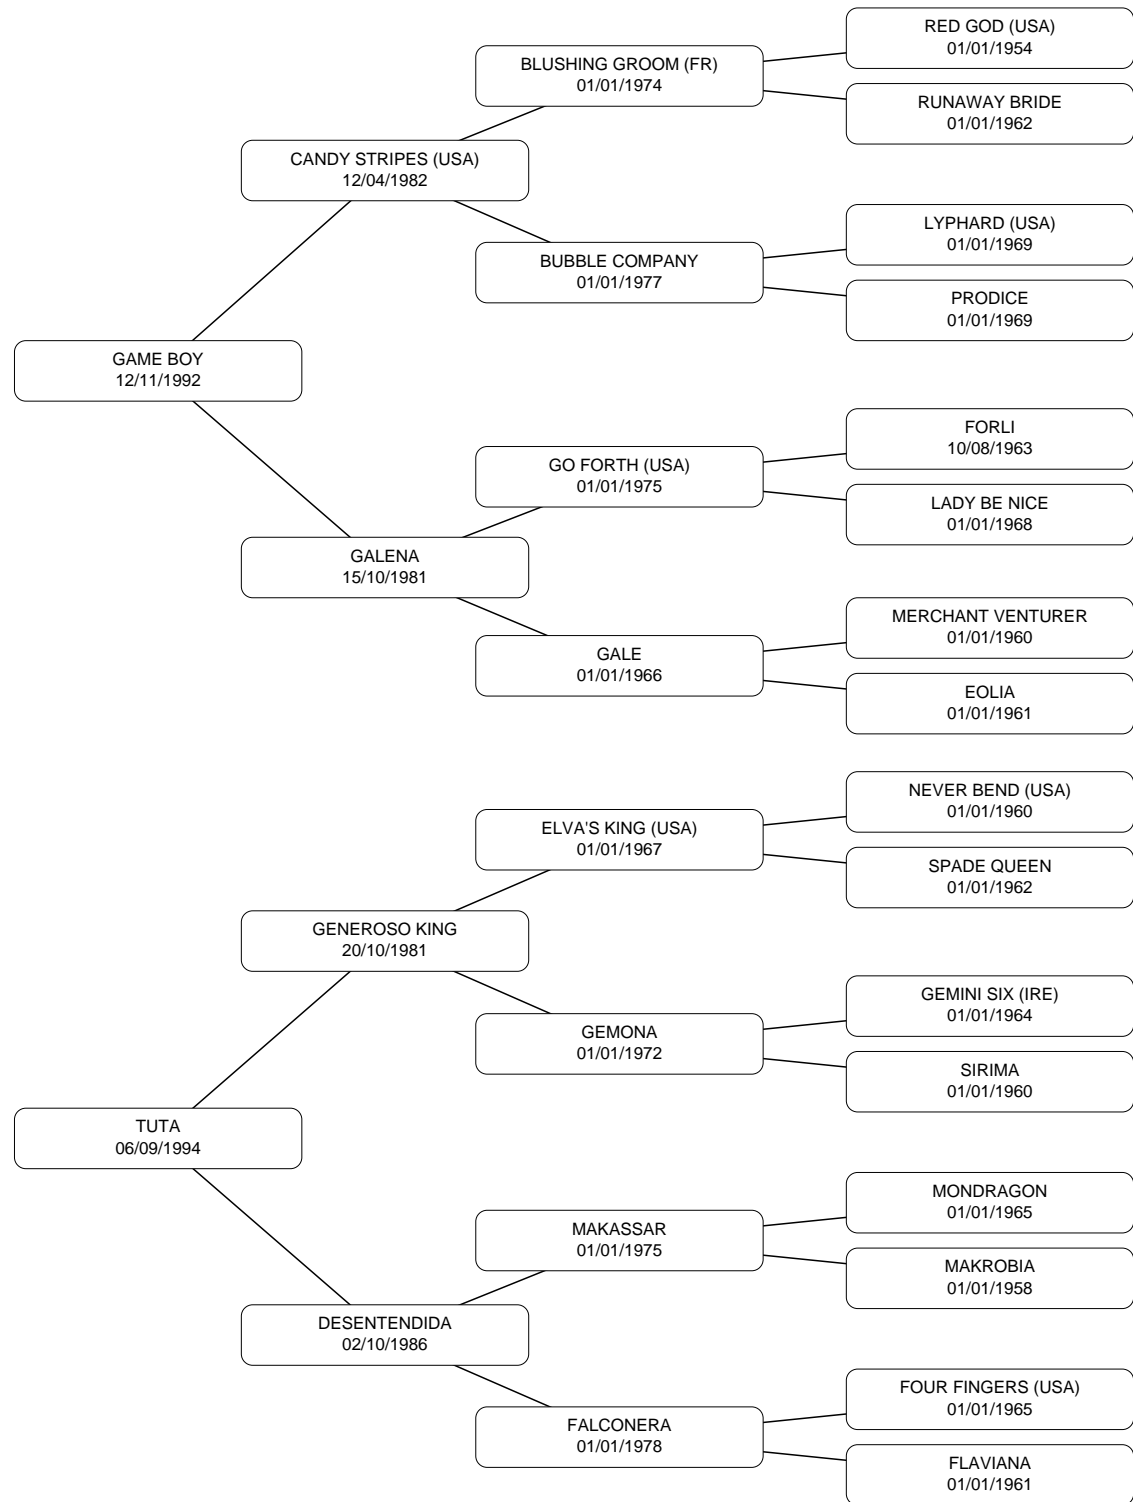 RED GOD (USA)
01/01/1954
BLUSHING GROOM (FR)
01/01/1974
RUNAWAY BRIDE
01/01/1962
CANDY STRIPES (USA)
12/04/1982
LYPHARD (USA)
01/01/1969
BUBBLE COMPANY
01/01/1977
PRODICE
01/01/1969
GAME BOY
12/11/1992
FORLI
10/08/1963
GO FORTH (USA)
01/01/1975
LADY BE NICE
01/01/1968
GALENA
15/10/1981
MERCHANT VENTURER
01/01/1960
GALE
01/01/1966
EOLIA
01/01/1961
NEVER BEND (USA)
01/01/1960
ELVA'S KING (USA)
01/01/1967
SPADE QUEEN
01/01/1962
GENEROSO KING
20/10/1981
GEMINI SIX (IRE)
01/01/1964
GEMONA
01/01/1972
SIRIMA
01/01/1960
TUTA
06/09/1994
MONDRAGON
01/01/1965
MAKASSAR
01/01/1975
MAKROBIA
01/01/1958
DESENTENDIDA
02/10/1986
FOUR FINGERS (USA)
01/01/1965
FALCONERA
01/01/1978
FLAVIANA
01/01/1961